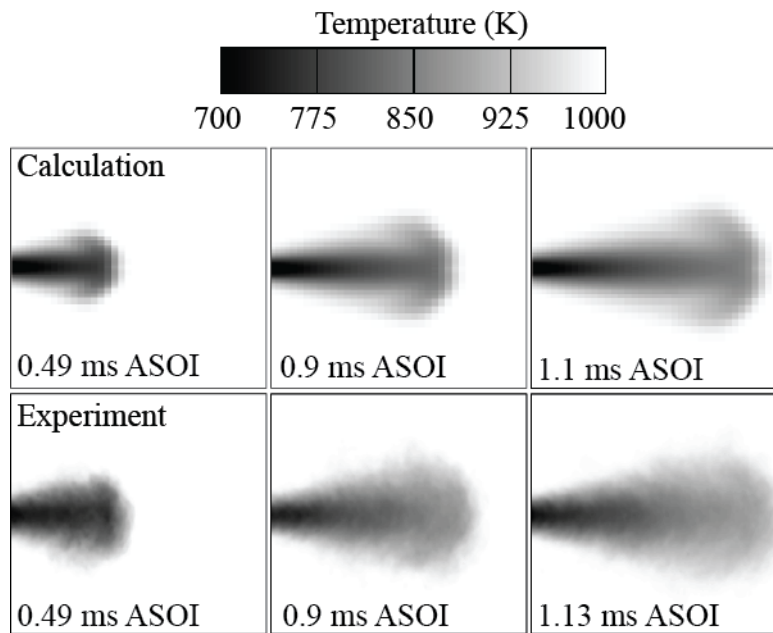 Temperature (K)
700 775 850 925 1000
Calculation
0.49 ms ASOI 0.9 ms ASOI 1.1 ms ASOI
Experiment
0.49 ms ASOI 0.9 ms ASOI 1.13 ms ASOI